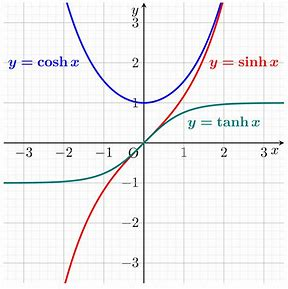 y
3
y = cosh x
2
y = sinh x
1
y = tanh x
−3 −2 −1 O 1 2 3 x
−1
−2
−3